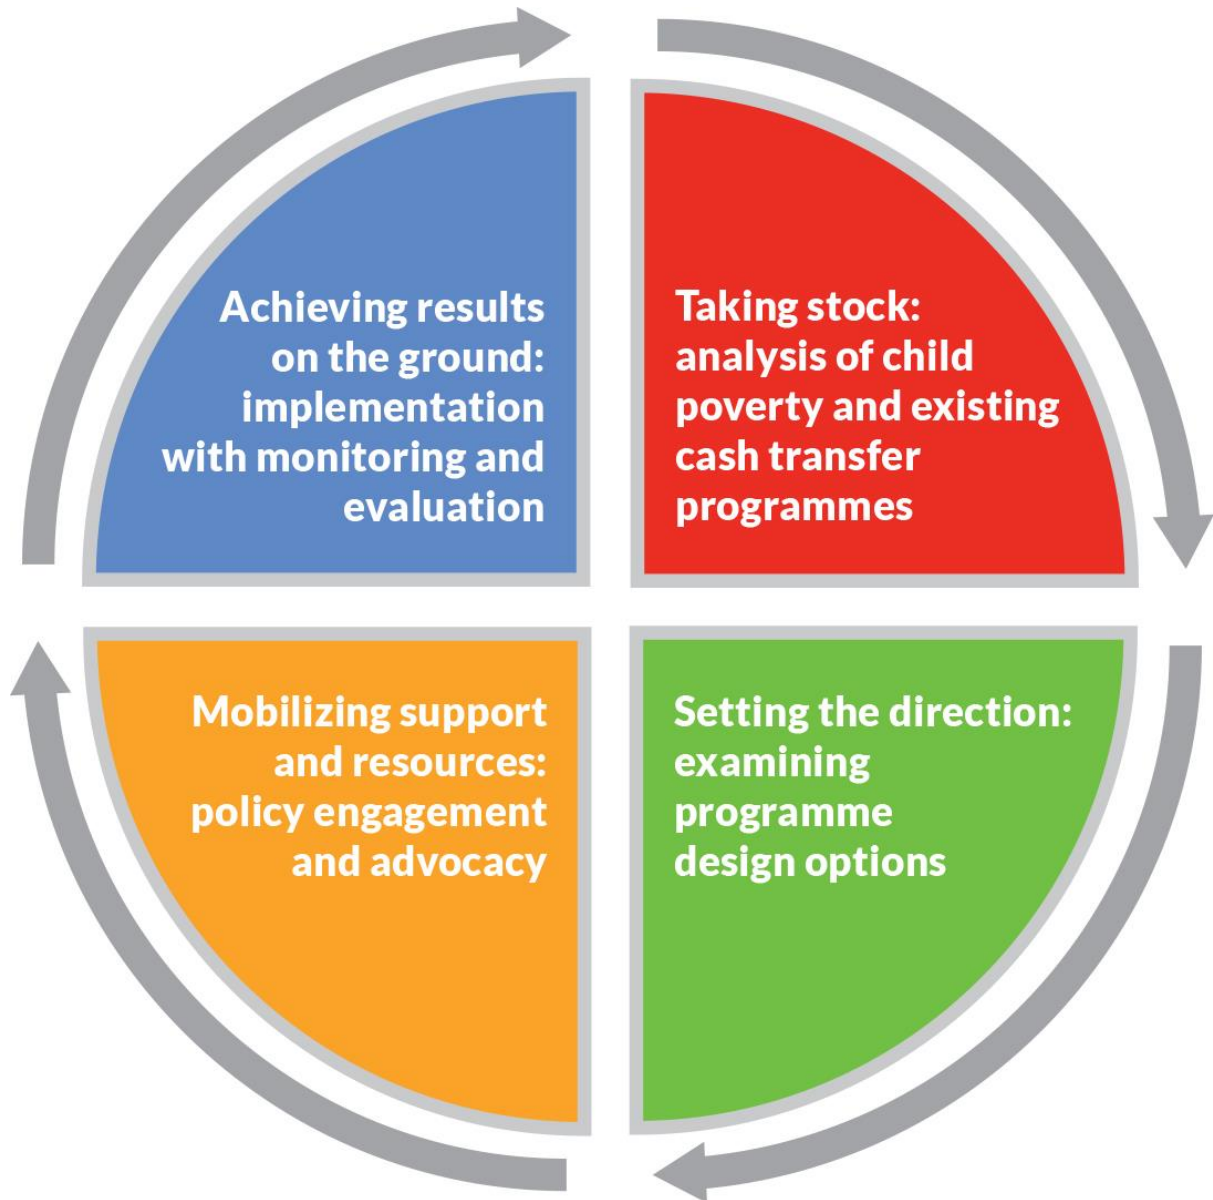 Achieving results
on the ground:
implementation
with monitoring and
evaluation
Taking stock:
analysis of child
poverty and existing
cash transfer
programmes
Mobilizing support
and resources:
policy engagement
and advocacy
Setting the direction:
examining
programme
design options